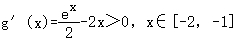 g′(x)=e^x/2-2x>0, x∈[-2, -1]